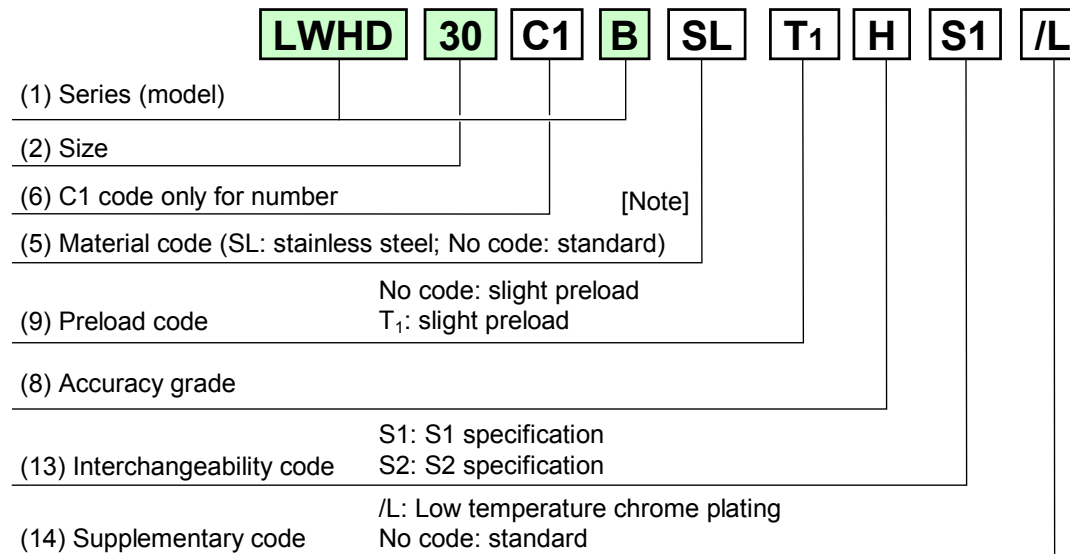 LWHD 30 C1 B SL T1 H S1 /L
(1) Series (model)
(2) Size
(6) C1 code only for number [Note]
(5) Material code (SL: stainless steel; No code: standard)
No code: slight preload
(9) Preload code T1: slight preload
(8) Accuracy grade
S1: S1 specification
(13) Interchangeability code S2: S2 specification
/L: Low temperature chrome plating
(14) Supplementary code No code: standard